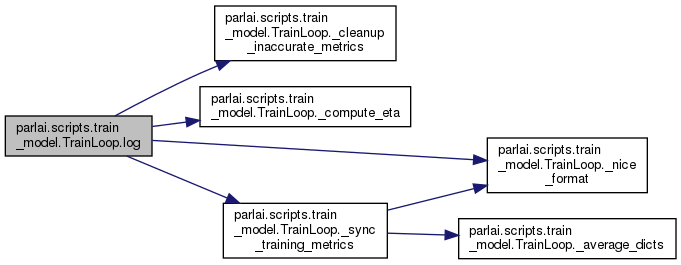 parlai.scripts.train
_model.TrainLoop._cleanup
_inaccurate_metrics
parlai.scripts.train
_model.TrainLoop._compute_eta
parlai.scripts.train
_model.TrainLoop.log
parlai.scripts.train
_model.TrainLoop._nice
_format
parlai.scripts.train
_model.TrainLoop._sync
_training_metrics
parlai.scripts.train
_model.TrainLoop._average_dicts